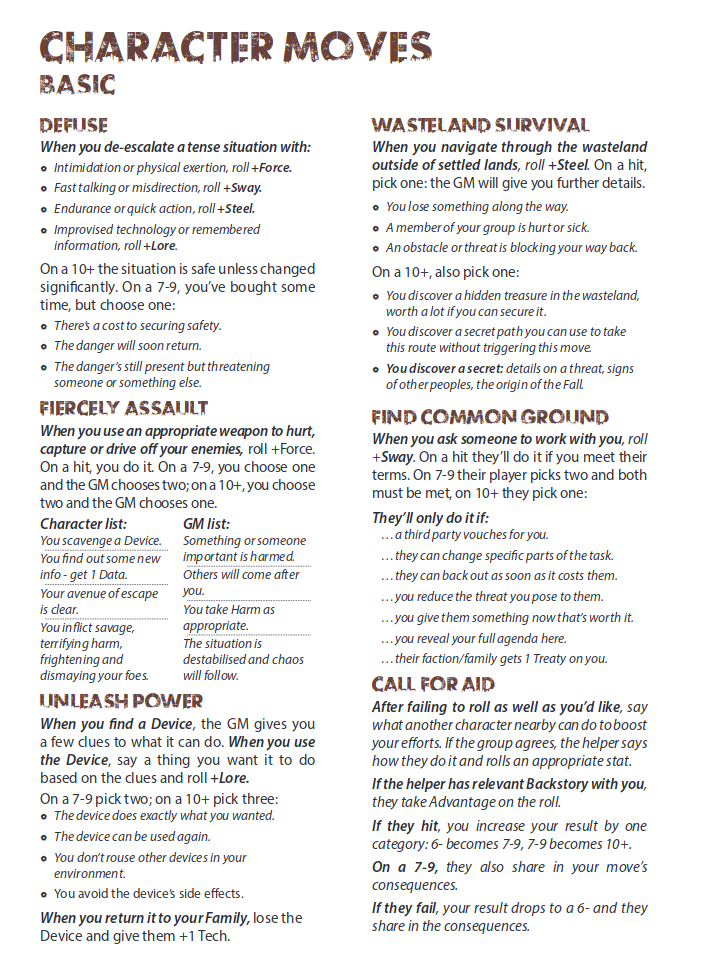 CHARACTER MOVES
BASIC
DEFUSE
When you de-escalate a tense situation with:
Intimidation or physical exertion, roll +Force.
Fast talking or misdirection, roll +Sway.
Endurance or quick action, roll +Steel.
Improvised technology or remembered
information, roll +Lore.
On a 10+ the situation is safe unless changed
significantly. On a 7-9, you've bought some
time, but choose one:
There's a cost to securing safety.
The danger will soon return.
The danger's still present but threatening
someone or something else.
FIERCELY ASSAULT
When you use an appropriate weapon to hurt,
capture or drive off your enemies, roll +Force.
On a hit, you do it. On a 7-9, you choose one
and the GM chooses two; on a 10+, you choose
two and the GM chooses one.
Character list:
You scavenge a Device.
You find out some new
info - get 1 Data.
Your avenue of escape
is clear.
You inflict savage,
terrifying harm,
frightening and
dismaying your foes.
GM list:
Something or someone
important is harmed.
Others will come after
you.
You take Harm as
appropriate.
The situation is
destabilised and chaos
will follow.
UNLEASH POWER
When you find a Device, the GM gives you
a few clues to what it can do. When you use
the Device, say a thing you want it to do
based on the clues and roll +Lore.
On a 7-9 pick two; on a 10+ pick three:
The device does exactly what you wanted.
The device can be used again.
You don't rouse other devices in your
environment.
You avoid the device's side effects.
When you return it to your Family, lose the
Device and give them +1 Tech.
WASTELAND SURVIVAL
When you navigate through the wasteland
outside of settled lands, roll +Steel. On a hit,
pick one: the GM will give you further details.
You lose something along the way.
A member of your group is hurt or sick.
An obstacle or threat is blocking your way back.
On a 10+, also pick one:
You discover a hidden treasure in the wasteland,
worth a lot if you can secure it.
You discover a secret path you can use to take
this route without triggering this move.
You discover a secret: details on a threat, signs
of other peoples, the origin of the Fall.
FIND COMMON GROUND
When you ask someone to work with you, roll
+Sway. On a hit they'll do it if you meet their
terms. On 7-9 their player picks two and both
must be met, on 10+ they pick one:
They'll only do it if:
…a third party vouches for you.
…they can change specific parts of the task.
…they can back out as soon as it costs them.
…you reduce the threat you pose to them.
…you give them something now that's worth it.
…you reveal your full agenda here.
…their faction/family gets 1 Treaty on you.
CALL FOR AID
After failing to roll as well as you'd like, say
what another character nearby can do to boost
your efforts. If the group agrees, the helper says
how they do it and rolls an appropriate stat.
If the helper has relevant Backstory with you,
they take Advantage on the roll.
If they hit, you increase your result by one
category: 6- becomes 7-9, 7-9 becomes 10+.
On a 7-9, they also share in your move's
consequences.
If they fail, your result drops to a 6- and they
share in the consequences.